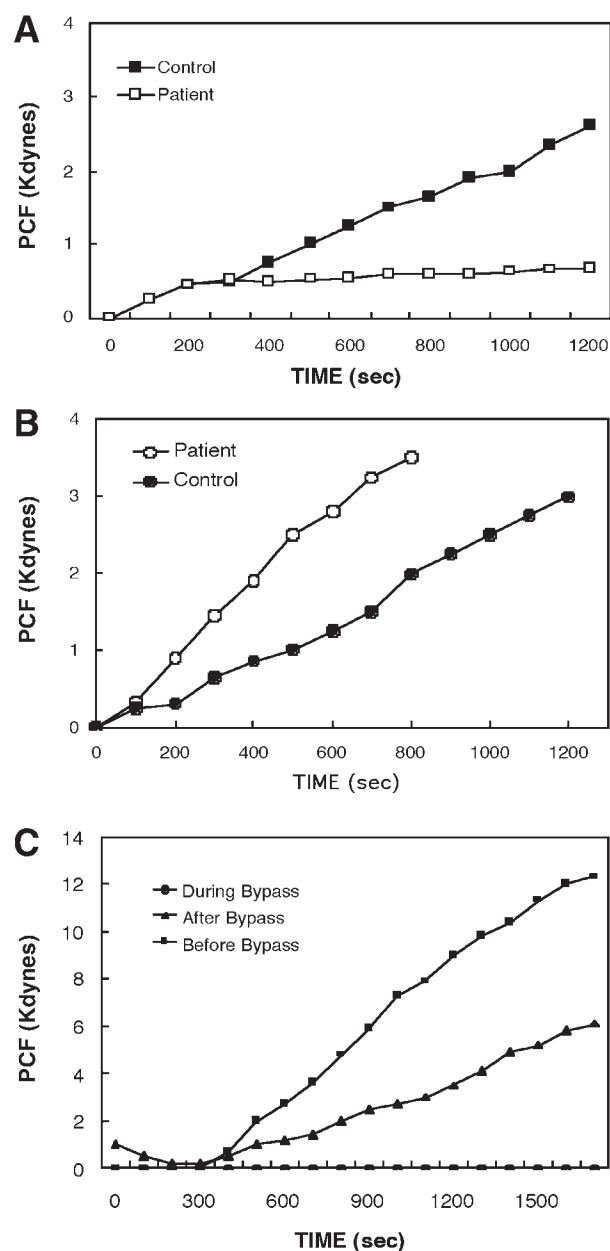 A
Control
Patient
PCF (Kdynes)
4
3
2
1
0
0 200 400 600 800 1000 1200
TIME (sec)
B
Patient
Control
PCF (Kdynes)
4
3
2
1
0
0 200 400 600 800 1000 1200
TIME (sec)
C
During Bypass
After Bypass
Before Bypass
PCF (Kdynes)
14
12
10
8
6
4
2
0
0 300 600 900 1200 1500
TIME (sec)